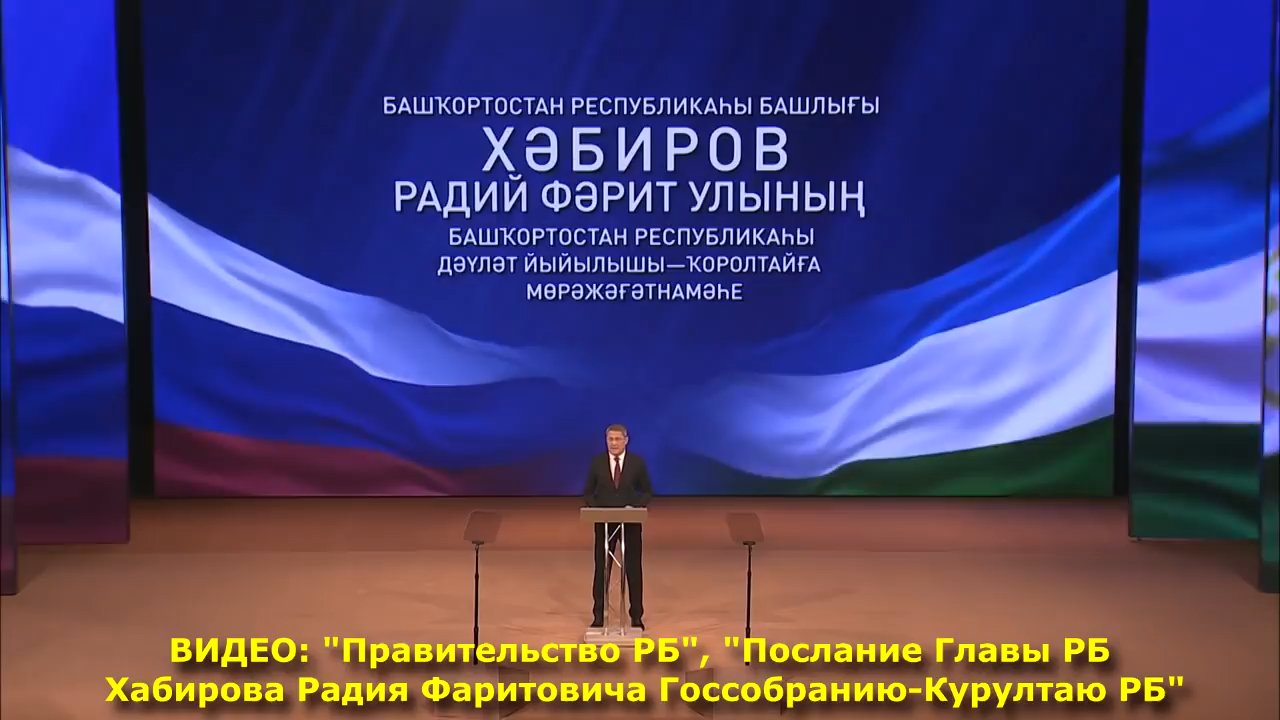 БАШҠОРТОСТАН РЕСПУБЛИКАҺЫ БАШЛЫҒЫ
ХӘБИРОВ
РАДИЙ ФӘРИТ УЛЫНЫҢ
БАШҠОРТОСТАН РЕСПУБЛИКАҺЫ
ДӘҮЛӘТ ЙЫЙЫЛЫШЫ—ҠОРОЛТАЙҒА
МӨРӘЖӘҒӘТНАМӘҺЕ
ВИДЕО: "Правительство РБ", "Послание Главы РБ
Хабирова Радия Фаритовича Госсобранию-Курултаю РБ"